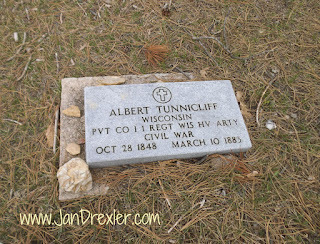 ALBERT TUNNICLIFF
WISCONSIN
PVT CO I 1 REGT WIS HV ARTY
CIVIL WAR
OCT 28 1848 MARCH 10 1885
www.JanDrexler.com